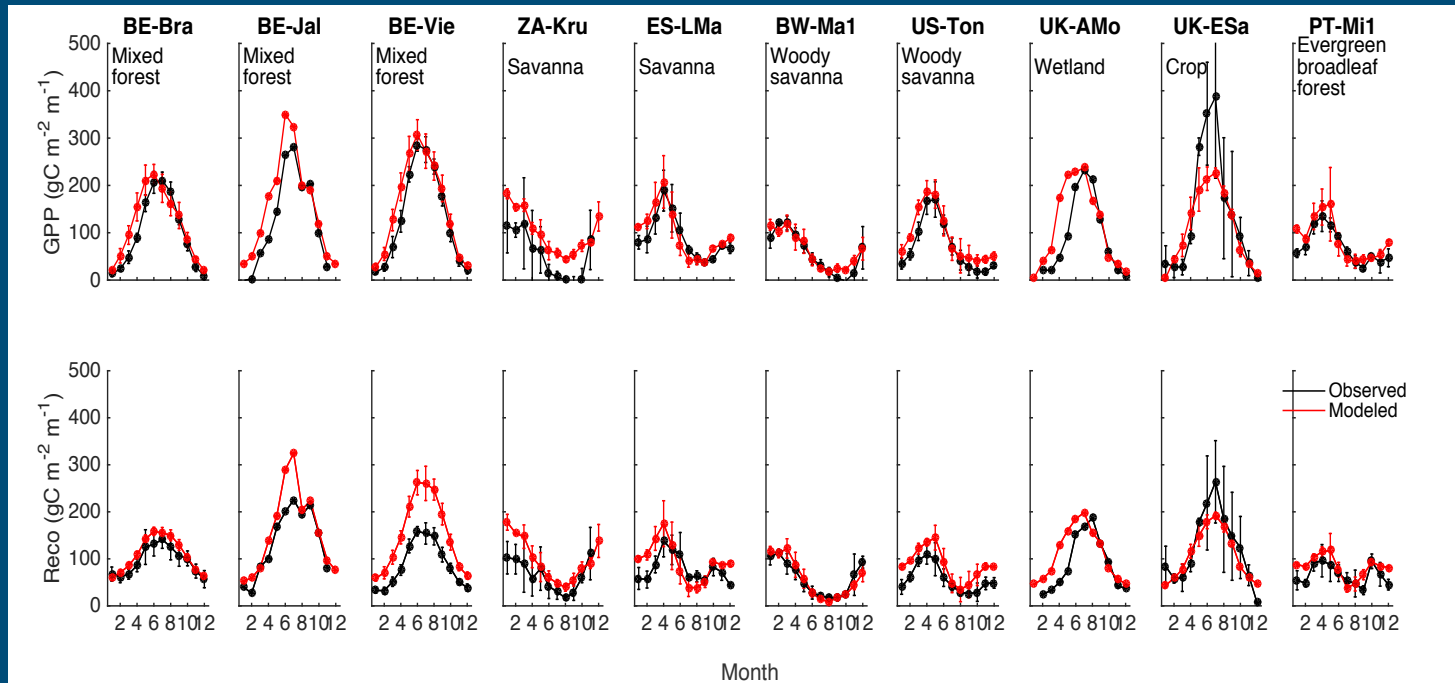 BE-Bra BE-Jal BE-Vie ZA-Kru ES-LMa BW-Ma1 US-Ton UK-AMo UK-ESa PT-Mi1
Mixed
forest
Mixed
forest
Mixed
forest
Savanna
Savanna
Woody
savanna
Woody
savanna
Wetland
Crop
Evergreen
broadleaf
forest
500
400
300
200
100
0
GPP (gC m-2 m-1)
500
400
300
200
100
0
Reco (gC m-2 m-1)
Observed
Modeled
2 4 6 8 10 12 2 4 6 8 10 12 2 4 6 8 10 12 2 4 6 8 10 12 2 4 6 8 10 12 2 4 6 8 10 12 2 4 6 8 10 12 2 4 6 8 10 12 2 4 6 8 10 12 2 4 6 8 10 12
Month